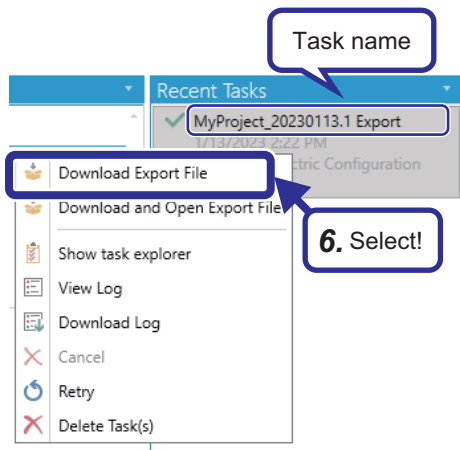 Task name
Recent Tasks
MyProject_20230113.1 Export
1/13/2023 2:22 PM
ctric Configuration
Download Export File
Download and Open Export File
6. Select!
Show task explorer
View Log
Download Log
Cancel
Retry
Delete Task(s)